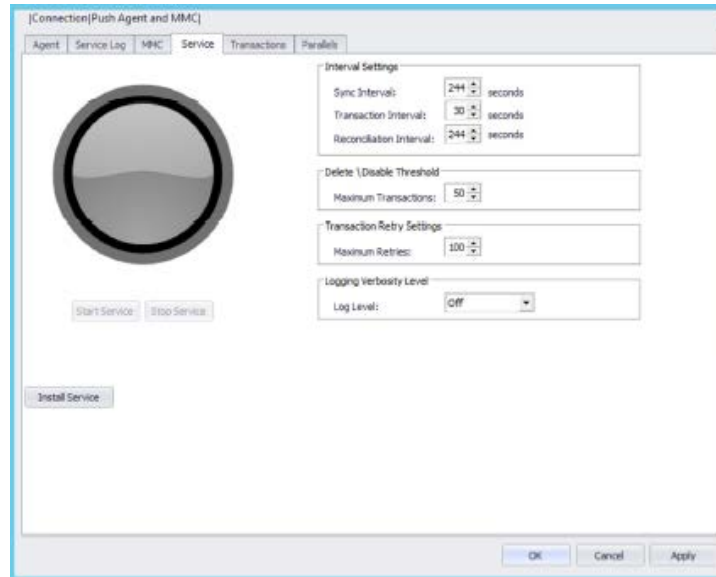 |Connection|Push Agent and MMC|
Agent Service Log MMC Service Transactions Parallels
Interval Settings
Sync Interval: 244 seconds
Transaction Interval: 30 seconds
Reconciliation Interval: 244 seconds
Delete \Disable Threshold
Maximum Transactions: 50
Transaction Retry Settings
Maximum Retries: 100
Logging Verbosity Level
Log Level: Off
Start Service Stop Service
Install Service
OK Cancel Apply